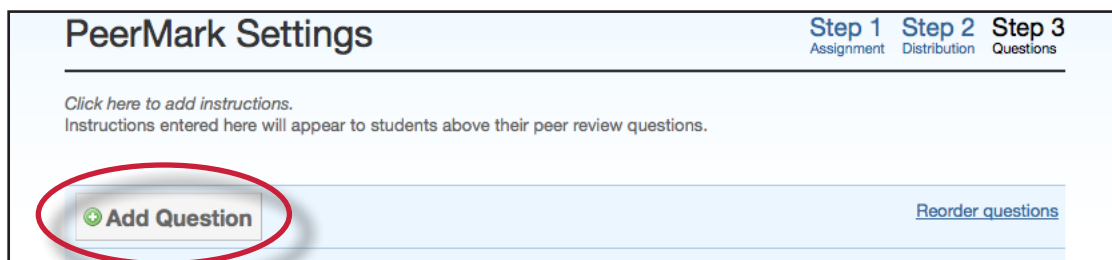 PeerMark Settings
Step 1 Step 2 Step 3
Assignment Distribution Questions
Click here to add instructions.
Instructions entered here will appear to students above their peer review questions.
Add Question
Reorder questions